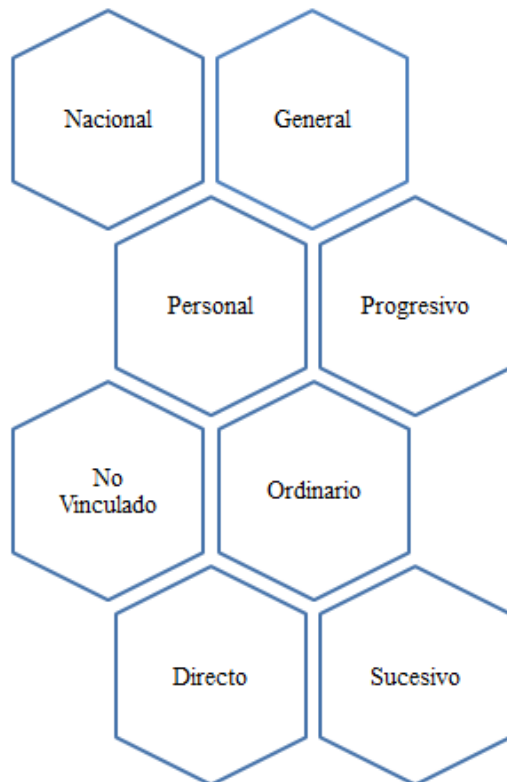 Nacional
General
Personal
Progresivo
No
Vinculado
Ordinario
Directo
Sucesivo